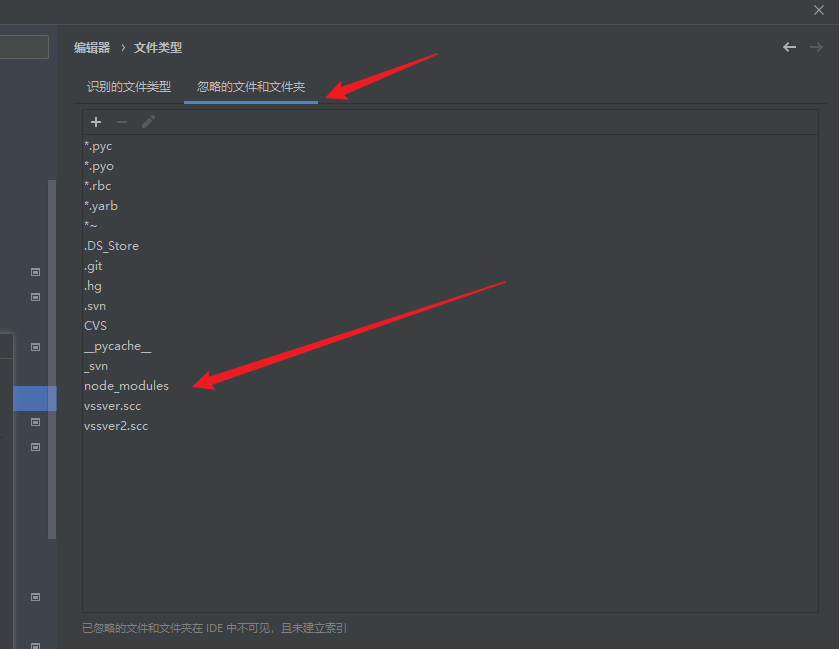 编辑器 › 文件类型
识别的文件类型 忽略的文件和文件夹
*.pyc
*.pyo
*.rbc
*.yarb
*~
.DS_Store
.git
.hg
.svn
CVS
__pycache__
_svn
node_modules
vssver.scc
vssver2.scc
已忽略的文件和文件夹在 IDE 中不可见，且未建立索引